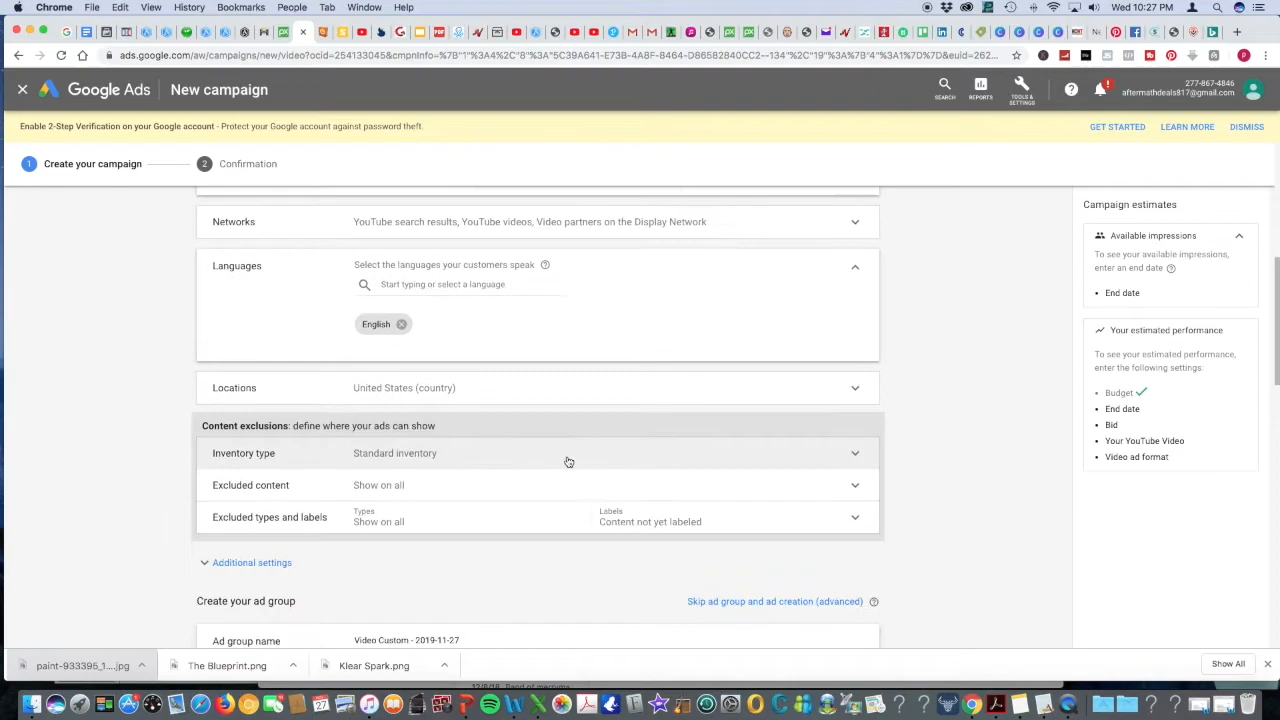 Chrome File Edit View History Bookmarks People Tab Window Help
Wed 10:27 PM
ads.google.com/aw/campaigns/new/video?ocid=254133045&cmpnInfo=%7B"1"%3A4%2C"8"%3A"5C39A641-E73B-4A8F-8464-D86582840CC2--134"%2C"19"%3A%7B"4"%3A1%7D%7D&euid=262...
Google Ads New campaign
SEARCH
REPORTS
TOOLS &
SETTINGS
277-867-4846
aftermathdeals817@gmail.com
Enable 2-Step Verification on your Google account - Protect your Google account against password theft.
GET STARTED LEARN MORE DISMISS
1 Create your campaign 2 Confirmation
Networks YouTube search results, YouTube videos, Video partners on the Display Network
Languages Select the languages your customers speak
Start typing or select a language
English
Locations United States (country)
Content exclusions: define where your ads can show
Inventory type Standard inventory
Excluded content Show on all
Excluded types and labels Types Show on all Labels Content not yet labeled
Additional settings
Create your ad group Skip ad group and ad creation (advanced)
Ad group name Video Custom - 2019-11-27
Campaign estimates
Available impressions
To see your available impressions,
enter an end date
• End date
Your estimated performance
To see your estimated performance,
enter the following settings:
• Budget
• End date
• Bid
• Your YouTube Video
• Video ad format
paint-933395_1....jpg The Blueprint.png Klear Spark.png Show All